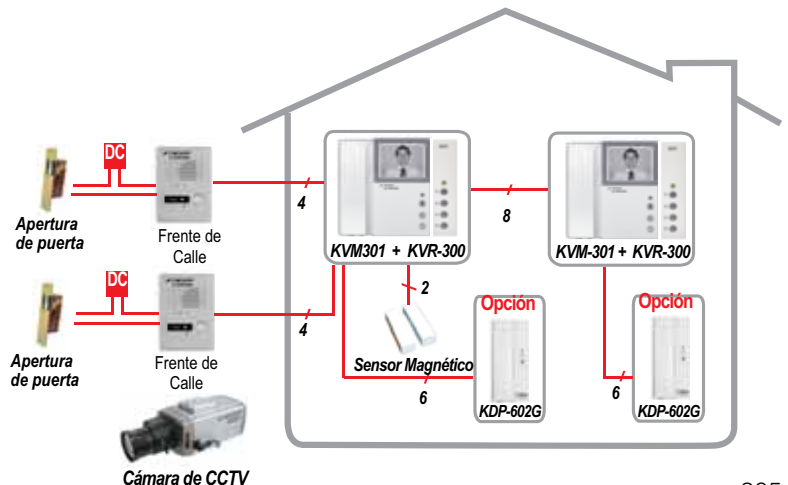 DC
Apertura
de puerta
Frente de
Calle
4
KVM301 + KVR-300
8
KVM-301 + KVR-300
DC
Apertura
de puerta
Frente de
Calle
4
2
Sensor Magnético
6
Opción
KDP-602G
6
Opción
KDP-602G
Cámara de CCTV